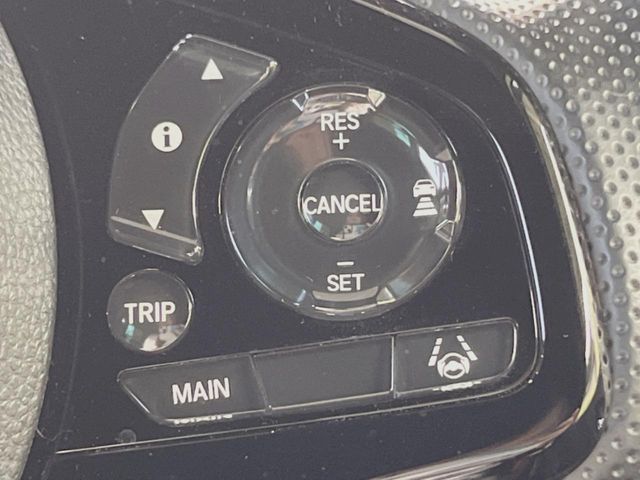 i
RES
+
CANCEL
−
SET
TRIP
MAIN